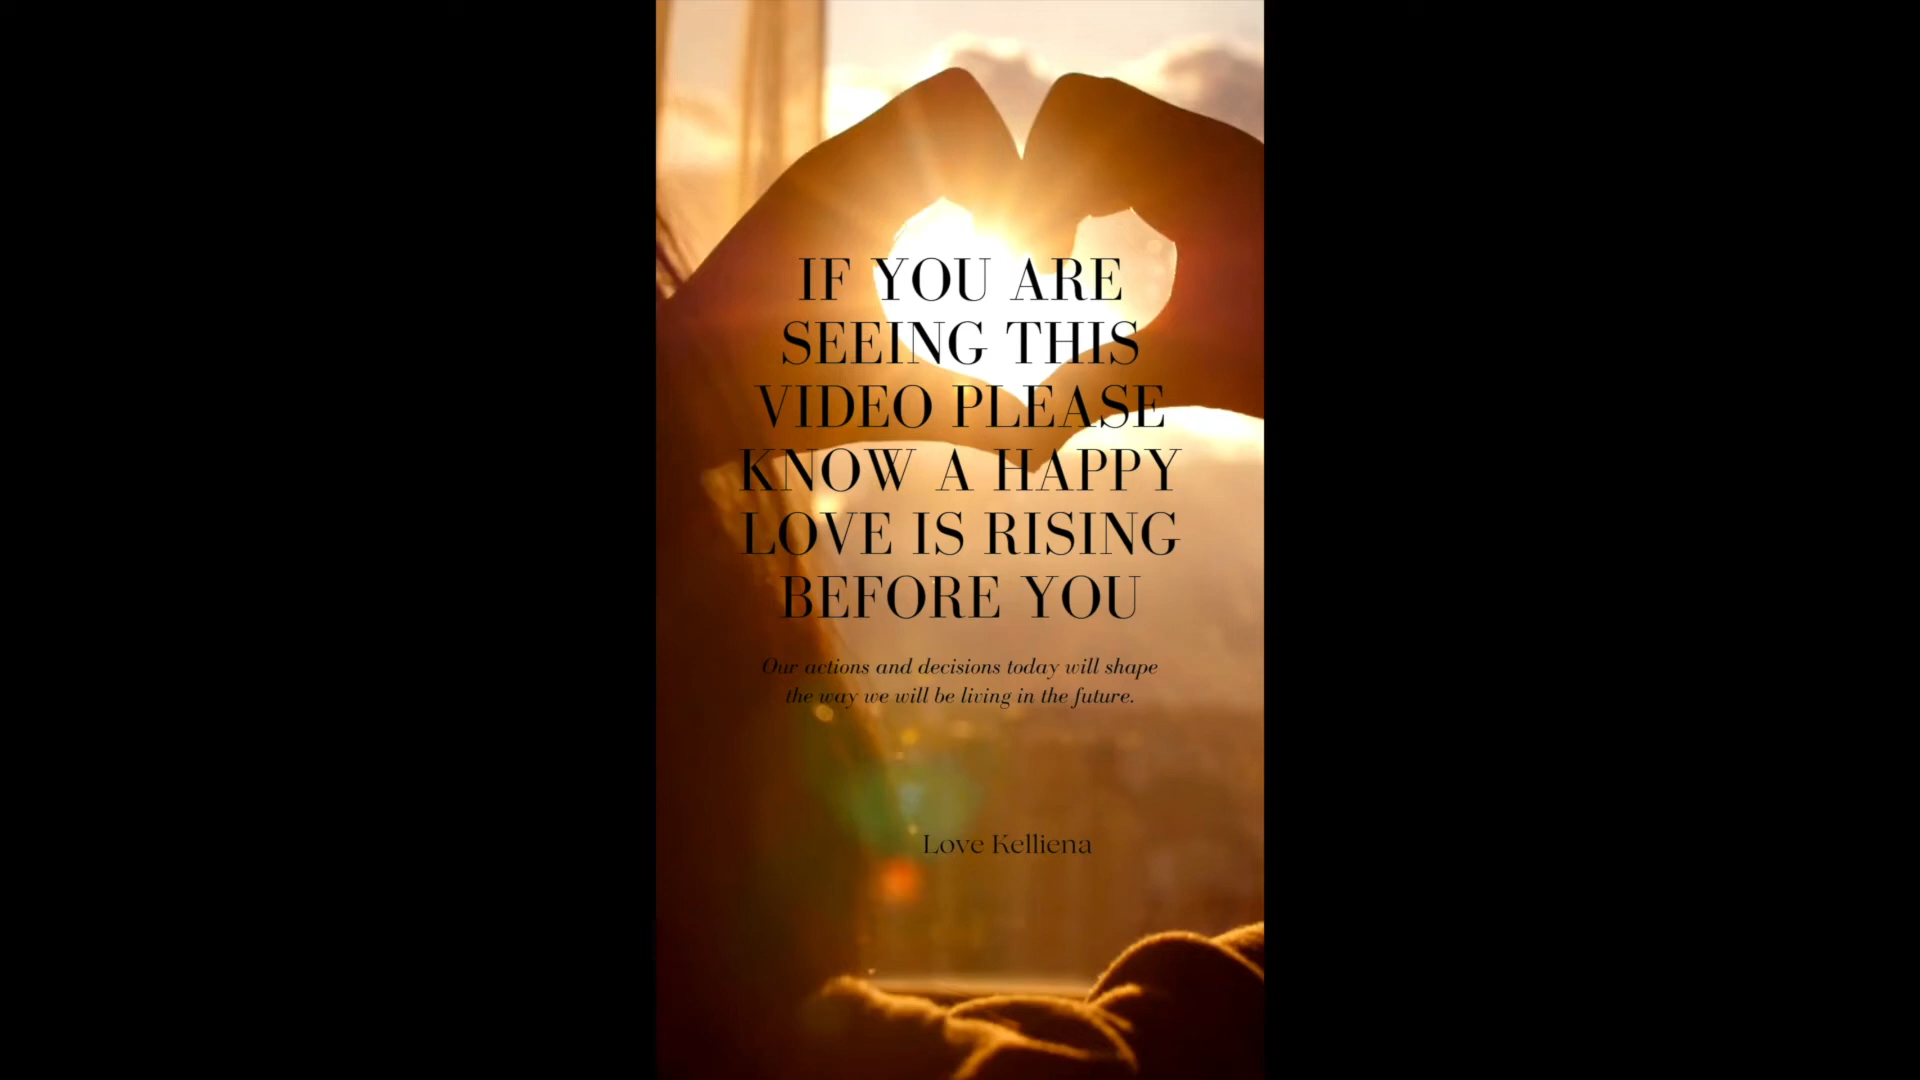 IF YOU ARE
SEEING THIS
VIDEO PLEASE
KNOW A HAPPY
LOVE IS RISING
BEFORE YOU
Our actions and decisions today will shape
the way we will be living in the future.
Love Kelliena